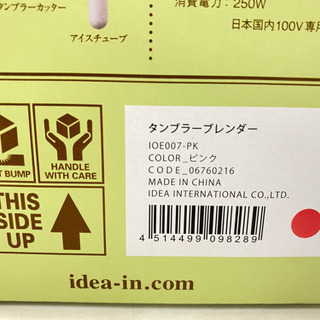 タンブラーカッター
アイスチューブ
消費電力：250W
日本国内100V専用
BUMP
HANDLE
WITH CARE
THIS
SIDE
UP
タンブラーブレンダー
IOE007-PK
COLOR_ピンク
CODE_06760216
MADE IN CHINA
IDEA INTERNATIONAL CO.,LTD.
4 514499 098289
idea-in.com